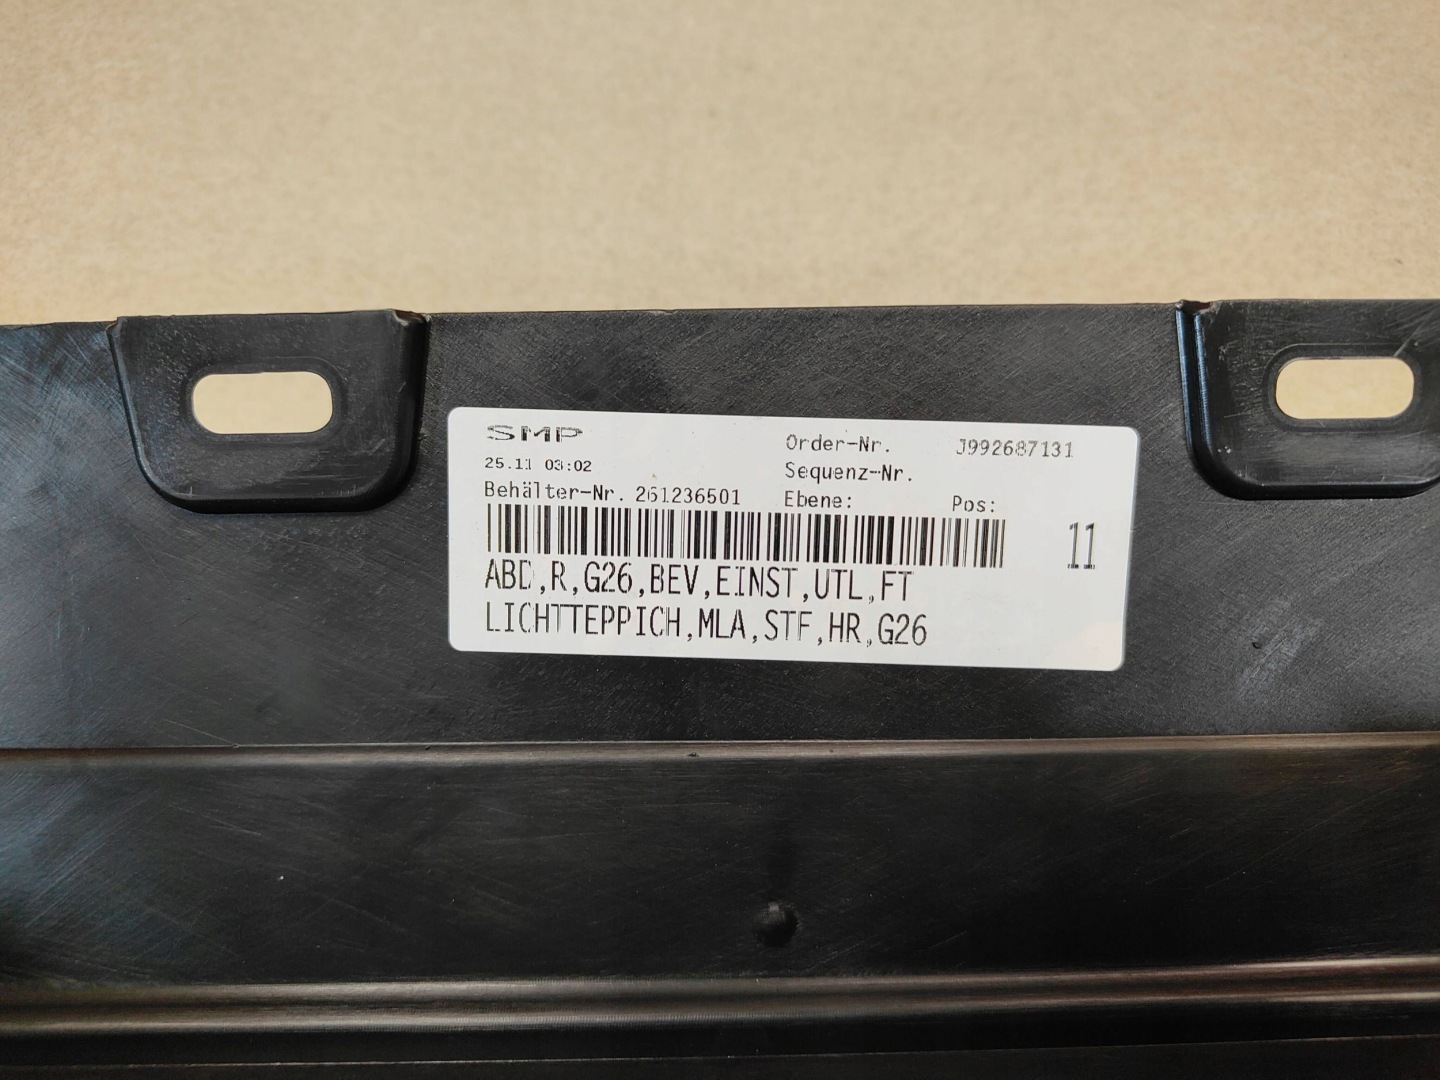 SMP
Order-Nr. J992687131
25.11 03:02
Sequenz-Nr.
Behälter-Nr. 261236501
Ebene: Pos:
11
ABD,R,G26,BEV,EINST,UTL,FT
LICHTTEPPICH,MLA,STF,HR,G26